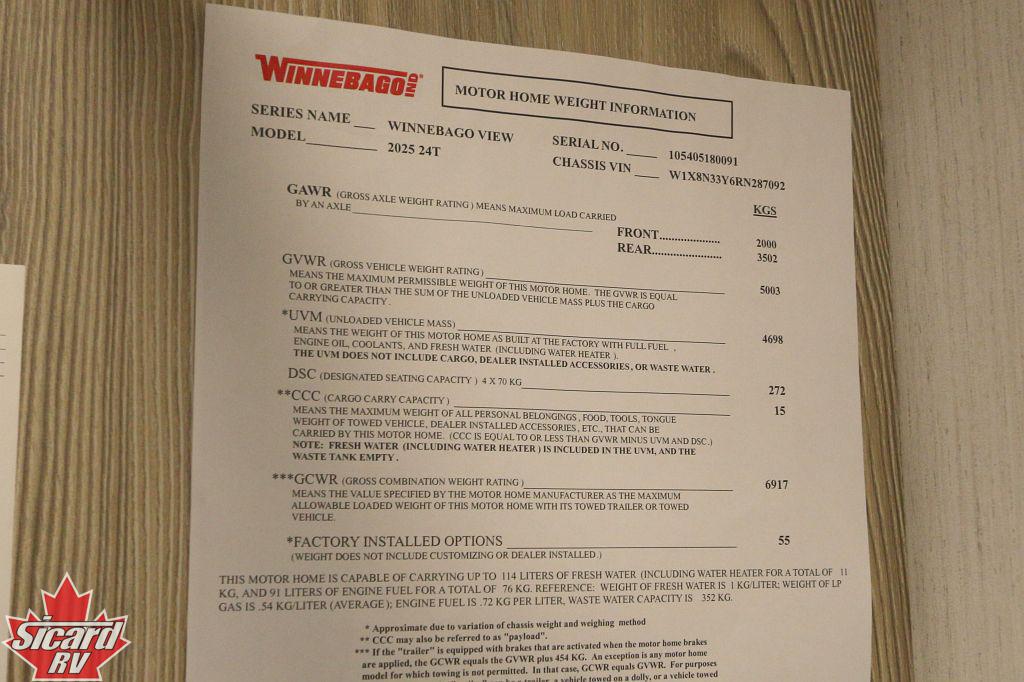 WINNEBAGO IND®
MOTOR HOME WEIGHT INFORMATION
SERIES NAME ___ WINNEBAGO VIEW
MODEL_________ 2025 24T
SERIAL NO. ____ 105405180091
CHASSIS VIN ___ W1X8N33Y6RN287092
KGS
GAWR (GROSS AXLE WEIGHT RATING ) MEANS MAXIMUM LOAD CARRIED
BY AN AXLE
FRONT.................... 2000
REAR....................... 3502
GVWR (GROSS VEHICLE WEIGHT RATING ) 5003
MEANS THE MAXIMUM PERMISSIBLE WEIGHT OF THIS MOTOR HOME. THE GVWR IS EQUAL
TO OR GREATER THAN THE SUM OF THE UNLOADED VEHICLE MASS PLUS THE CARGO
CARRYING CAPACITY .
*UVM (UNLOADED VEHICLE MASS) 4698
MEANS THE WEIGHT OF THIS MOTOR HOME AS BUILT AT THE FACTORY WITH FULL FUEL ,
ENGINE OIL, COOLANTS, AND FRESH WATER (INCLUDING WATER HEATER ).
THE UVM DOES NOT INCLUDE CARGO, DEALER INSTALLED ACCESSORIES, OR WASTE WATER .
DSC (DESIGNATED SEATING CAPACITY ) 4 X 70 KG 272
**CCC (CARGO CARRY CAPACITY ) 15
MEANS THE MAXIMUM WEIGHT OF ALL PERSONAL BELONGINGS, FOOD, TOOLS, TONGUE
WEIGHT OF TOWED VEHICLE, DEALER INSTALLED ACCESSORIES, ETC., THAT CAN BE
CARRIED BY THIS MOTOR HOME. (CCC IS EQUAL TO OR LESS THAN GVWR MINUS UVM AND DSC.)
NOTE: FRESH WATER (INCLUDING WATER HEATER ) IS INCLUDED IN THE UVM, AND THE
WASTE TANK EMPTY .
***GCWR (GROSS COMBINATION WEIGHT RATING ) 6917
MEANS THE VALUE SPECIFIED BY THE MOTOR HOME MANUFACTURER AS THE MAXIMUM
ALLOWABLE LOADED WEIGHT OF THIS MOTOR HOME WITH ITS TOWED TRAILER OR TOWED
VEHICLE.
*FACTORY INSTALLED OPTIONS 55
(WEIGHT DOES NOT INCLUDE CUSTOMIZING OR DEALER INSTALLED .)
THIS MOTOR HOME IS CAPABLE OF CARRYING UP TO 114 LITERS OF FRESH WATER (INCLUDING WATER HEATER FOR A TOTAL OF 11
KG, AND 91 LITERS OF ENGINE FUEL FOR A TOTAL OF 76 KG. REFERENCE: WEIGHT OF FRESH WATER IS 1 KG/LITER; WEIGHT OF LP
GAS IS .54 KG/LITER (AVERAGE); ENGINE FUEL IS .72 KG PER LITER, WASTE WATER CAPACITY IS 352 KG.
* Approximate due to variation of chassis weight and weighing method
** CCC may also be referred to as "payload".
*** If the "trailer" is equipped with brakes that are activated when the motor home brakes
are applied, the GCWR equals the GVWR plus 454 KG. An exception is any motor home
model for which towing is not permitted. In that case, GCWR equals GVWR. For purposes
a trailer, a vehicle towed on a dolly, or a vehicle towed
Sicard
RV